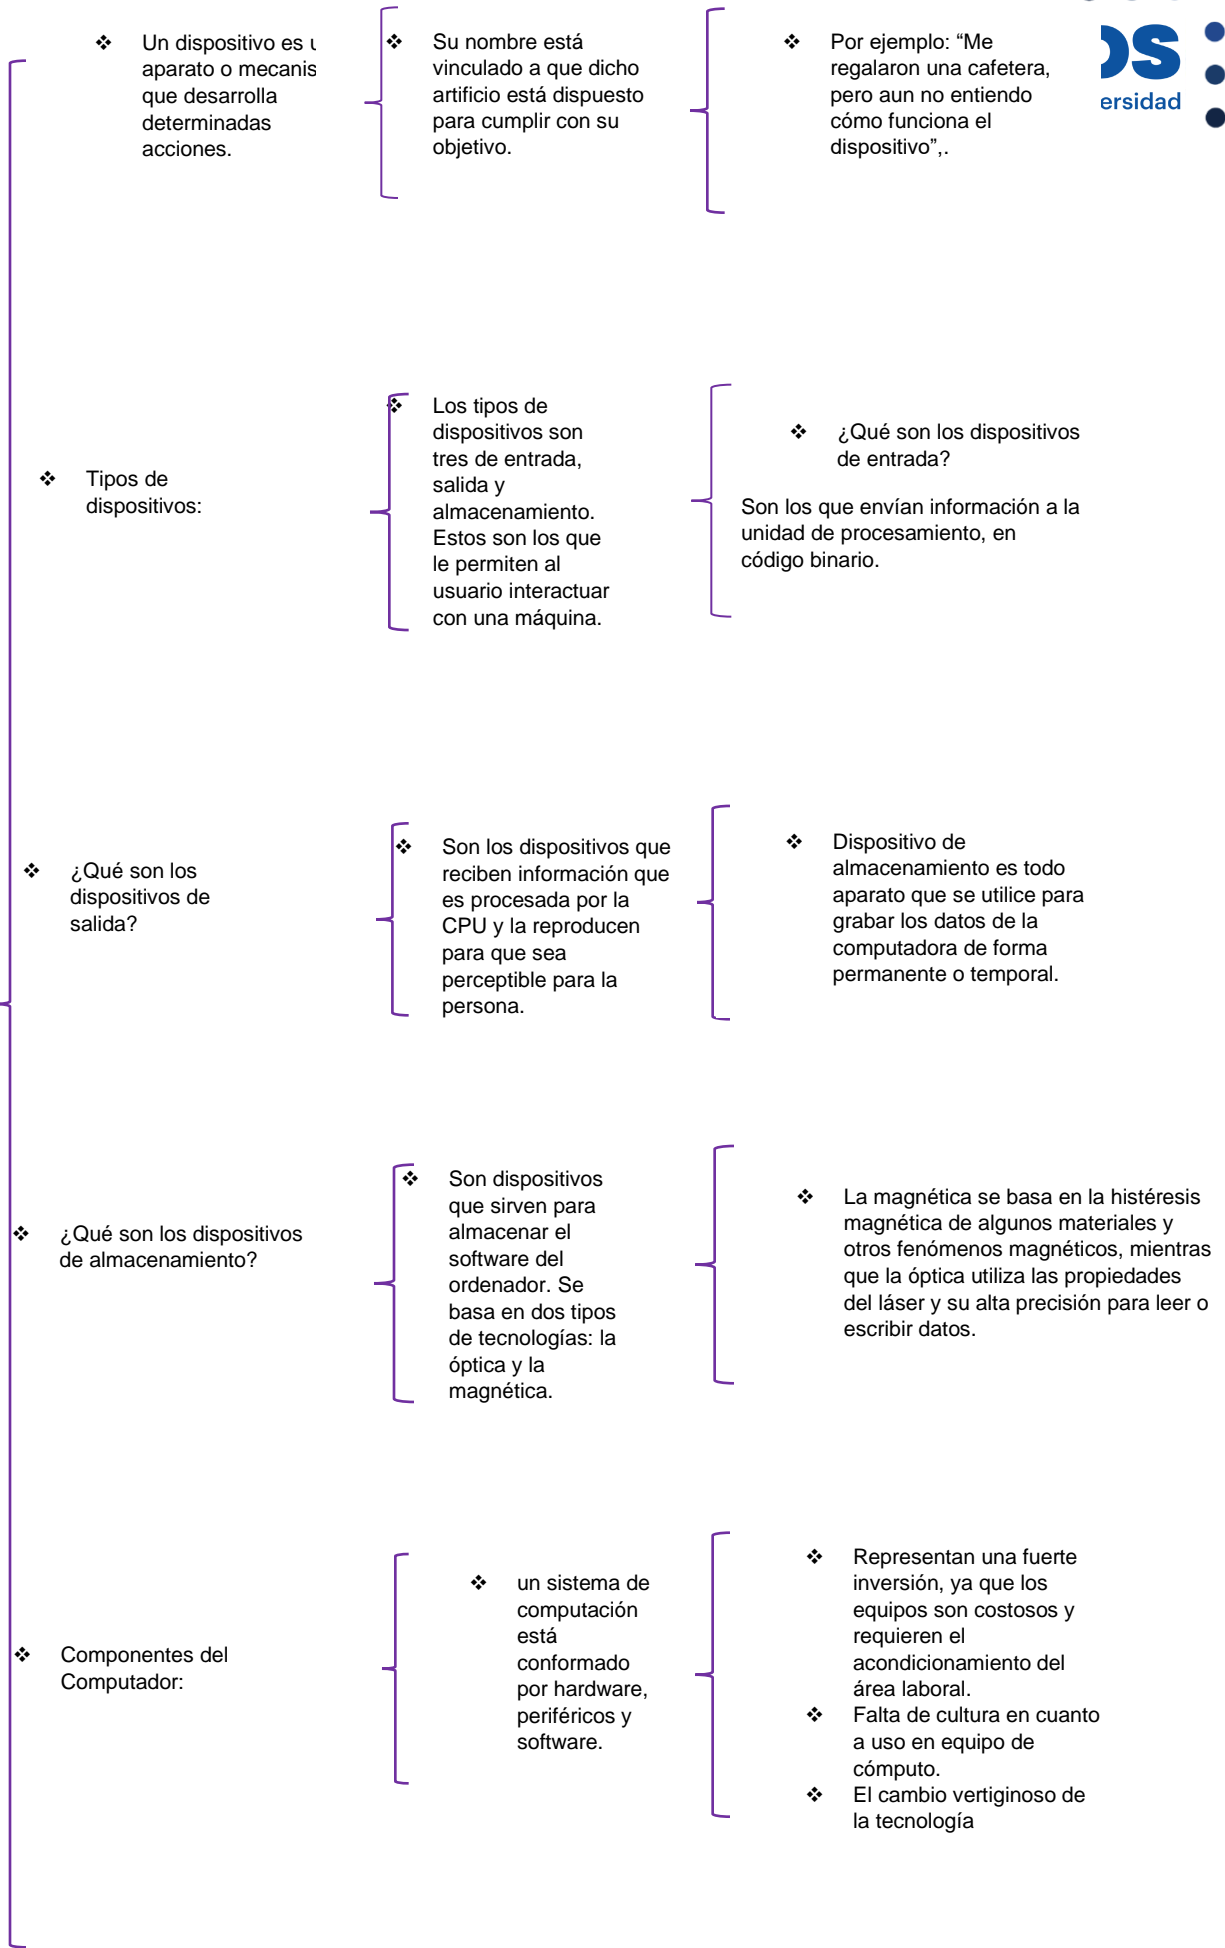 ❖ Un dispositivo es
aparato o
que desarrolla
determinadas
acciones.
❖ Su nombre está
vinculado a que dicho
artificio está dispuesto
para cumplir con su
objetivo.
❖ Por ejemplo: “Me
regalaron una cafetera,
pero aun no entiendo
cómo funciona el
dispositivo”,.
os
ersidad
❖ Tipos de
dispositivos:
❖ Los tipos de
dispositivos son
tres de entrada,
salida y
almacenamiento.
Estos son los que
le permiten al
usuario interactuar
con una máquina.
❖ ¿Qué son los dispositivos
de entrada?
Son los que envían información a la
unidad de procesamiento, en
código binario.
❖ ¿Qué son los
dispositivos de
salida?
❖ Son los dispositivos que
reciben información que
es procesada por la
CPU y la reproducen
para que sea
perceptible para la
persona.
❖ Dispositivo de
almacenamiento es todo
aparato que se utilice para
grabar los datos de la
computadora de forma
permanente o temporal.
❖ ¿Qué son los dispositivos
de almacenamiento?
❖ Son dispositivos
que sirven para
almacenar el
software del
ordenador. Se
basa en dos tipos
de tecnologías: la
óptica y la
magnética.
❖ La magnética se basa en la histéresis
magnética de algunos materiales y
otros fenómenos magnéticos, mientras
que la óptica utiliza las propiedades
del láser y su alta precisión para leer o
escribir datos.
❖ Componentes del
Computador:
❖ un sistema de
computación
está
conformado
por hardware,
periféricos y
software.
❖ Representan una fuerte
inversión, ya que los
equipos son costosos y
requieren el
acondicionamiento del
área laboral.
❖ Falta de cultura en cuanto
a uso en equipo de
cómputo.
❖ El cambio vertiginoso de
la tecnología